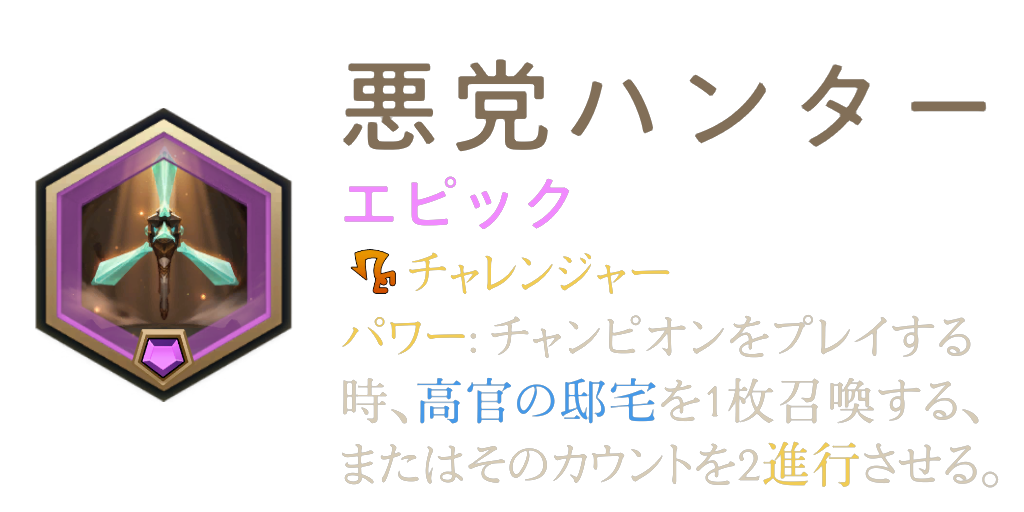 悪党ハンター
エピック
チャレンジャー
パワー: チャンピオンをプレイする
時、高官の邸宅を1枚召喚する、
またはそのカウントを2進行させる。